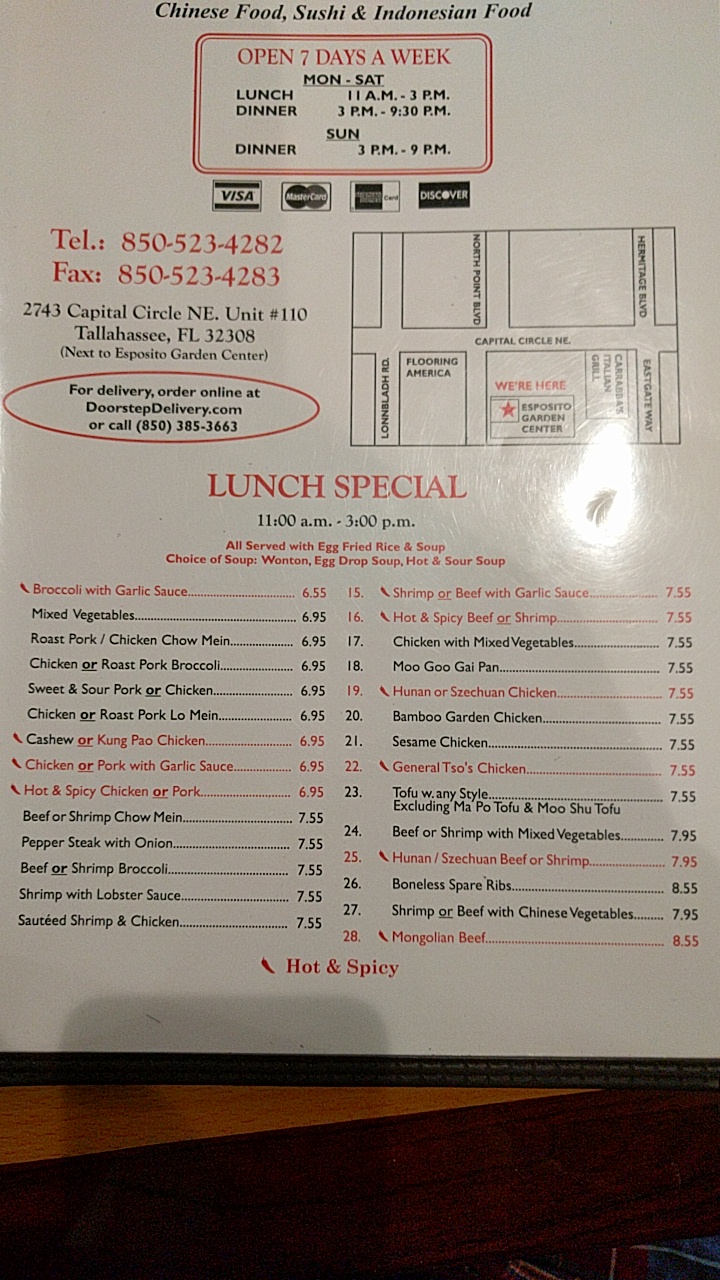 Chinese Food, Sushi & Indonesian Food
OPEN 7 DAYS A WEEK
MON - SAT
LUNCH 11 A.M. - 3 P.M.
DINNER 3 P.M. - 9:30 P.M.
SUN
DINNER 3 P.M. - 9 P.M.
VISA MasterCard Card DISCOVER
Tel.: 850-523-4282
Fax: 850-523-4283
2743 Capital Circle NE. Unit #110
Tallahassee, FL 32308
(Next to Esposito Garden Center)
For delivery, order online at
DoorstepDelivery.com
or call (850) 385-3663
NORTH POINT BLVD
HERMITAGE BLVD
CAPITAL CIRCLE NE.
LONNBLADH RD.
FLOORING
AMERICA
WE'RE HERE
ESPOSITO
GARDEN
CENTER
CARRABBA'S
ITALIAN
GRILL
EASTGATE WAY
LUNCH SPECIAL
11:00 a.m. - 3:00 p.m.
All Served with Egg Fried Rice & Soup
Choice of Soup: Wonton, Egg Drop Soup, Hot & Sour Soup
Broccoli with Garlic Sauce 6.55
Mixed Vegetables 6.95
Roast Pork / Chicken Chow Mein 6.95
Chicken or Roast Pork Broccoli 6.95
Sweet & Sour Pork or Chicken 6.95
Chicken or Roast Pork Lo Mein 6.95
Cashew or Kung Pao Chicken 6.95
Chicken or Pork with Garlic Sauce 6.95
Hot & Spicy Chicken or Pork 6.95
Beef or Shrimp Chow Mein 7.55
Pepper Steak with Onion 7.55
Beef or Shrimp Broccoli 7.55
Shrimp with Lobster Sauce 7.55
Sautéed Shrimp & Chicken 7.55
15. Shrimp or Beef with Garlic Sauce 7.55
16. Hot & Spicy Beef or Shrimp 7.55
17. Chicken with Mixed Vegetables 7.55
18. Moo Goo Gai Pan 7.55
19. Hunan or Szechuan Chicken 7.55
20. Bamboo Garden Chicken 7.55
21. Sesame Chicken 7.55
22. General Tso's Chicken 7.55
23. Tofu w. any Style 7.55
Excluding Ma Po Tofu & Moo Shu Tofu
24. Beef or Shrimp with Mixed Vegetables 7.95
25. Hunan / Szechuan Beef or Shrimp 7.95
26. Boneless Spare Ribs 8.55
27. Shrimp or Beef with Chinese Vegetables 7.95
28. Mongolian Beef 8.55
Hot & Spicy